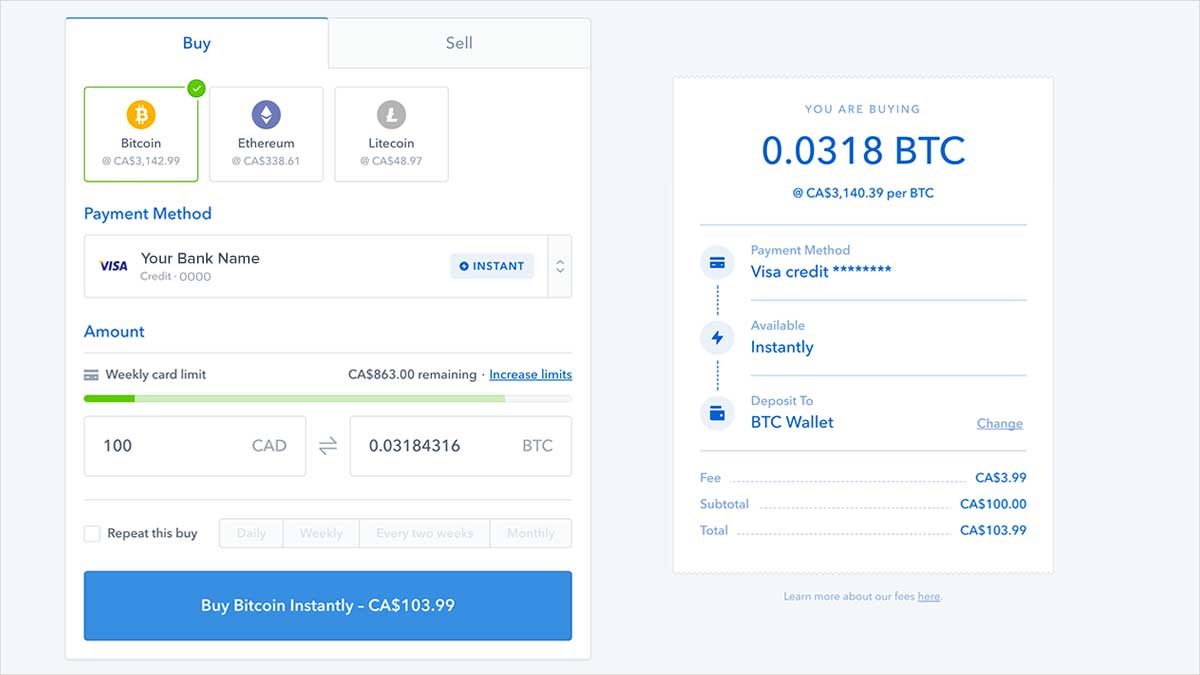 Buy
Sell
Bitcoin
@ CA$3,142.99
Ethereum
@ CA$338.61
Litecoin
@ CA$48.97
Payment Method
VISA
Your Bank Name
Credit · 0000
INSTANT
Amount
Weekly card limit
CA$863.00 remaining · Increase limits
100 CAD
0.03184316 BTC
Repeat this buy
Daily
Weekly
Every two weeks
Monthly
Buy Bitcoin Instantly – CA$103.99
YOU ARE BUYING
0.0318 BTC
@ CA$3,140.39 per BTC
Payment Method
Visa credit ********
Available
Instantly
Deposit To
BTC Wallet
Change
Fee CA$3.99
Subtotal CA$100.00
Total CA$103.99
Learn more about our fees here.